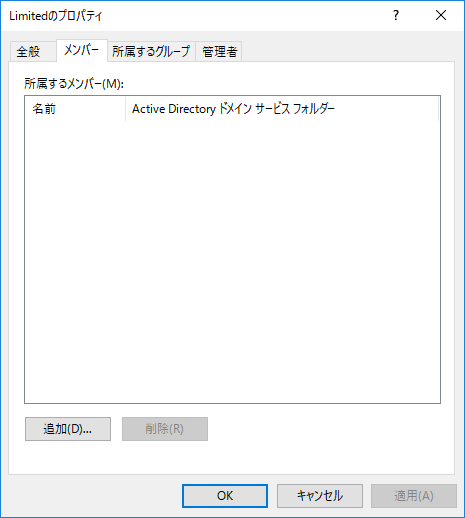 Limitedのプロパティ
?
全般 メンバー 所属するグループ 管理者
所属するメンバー(M):
名前 Active Directory ドメイン サービス フォルダー
追加(D)... 削除(R)
OK キャンセル 適用(A)